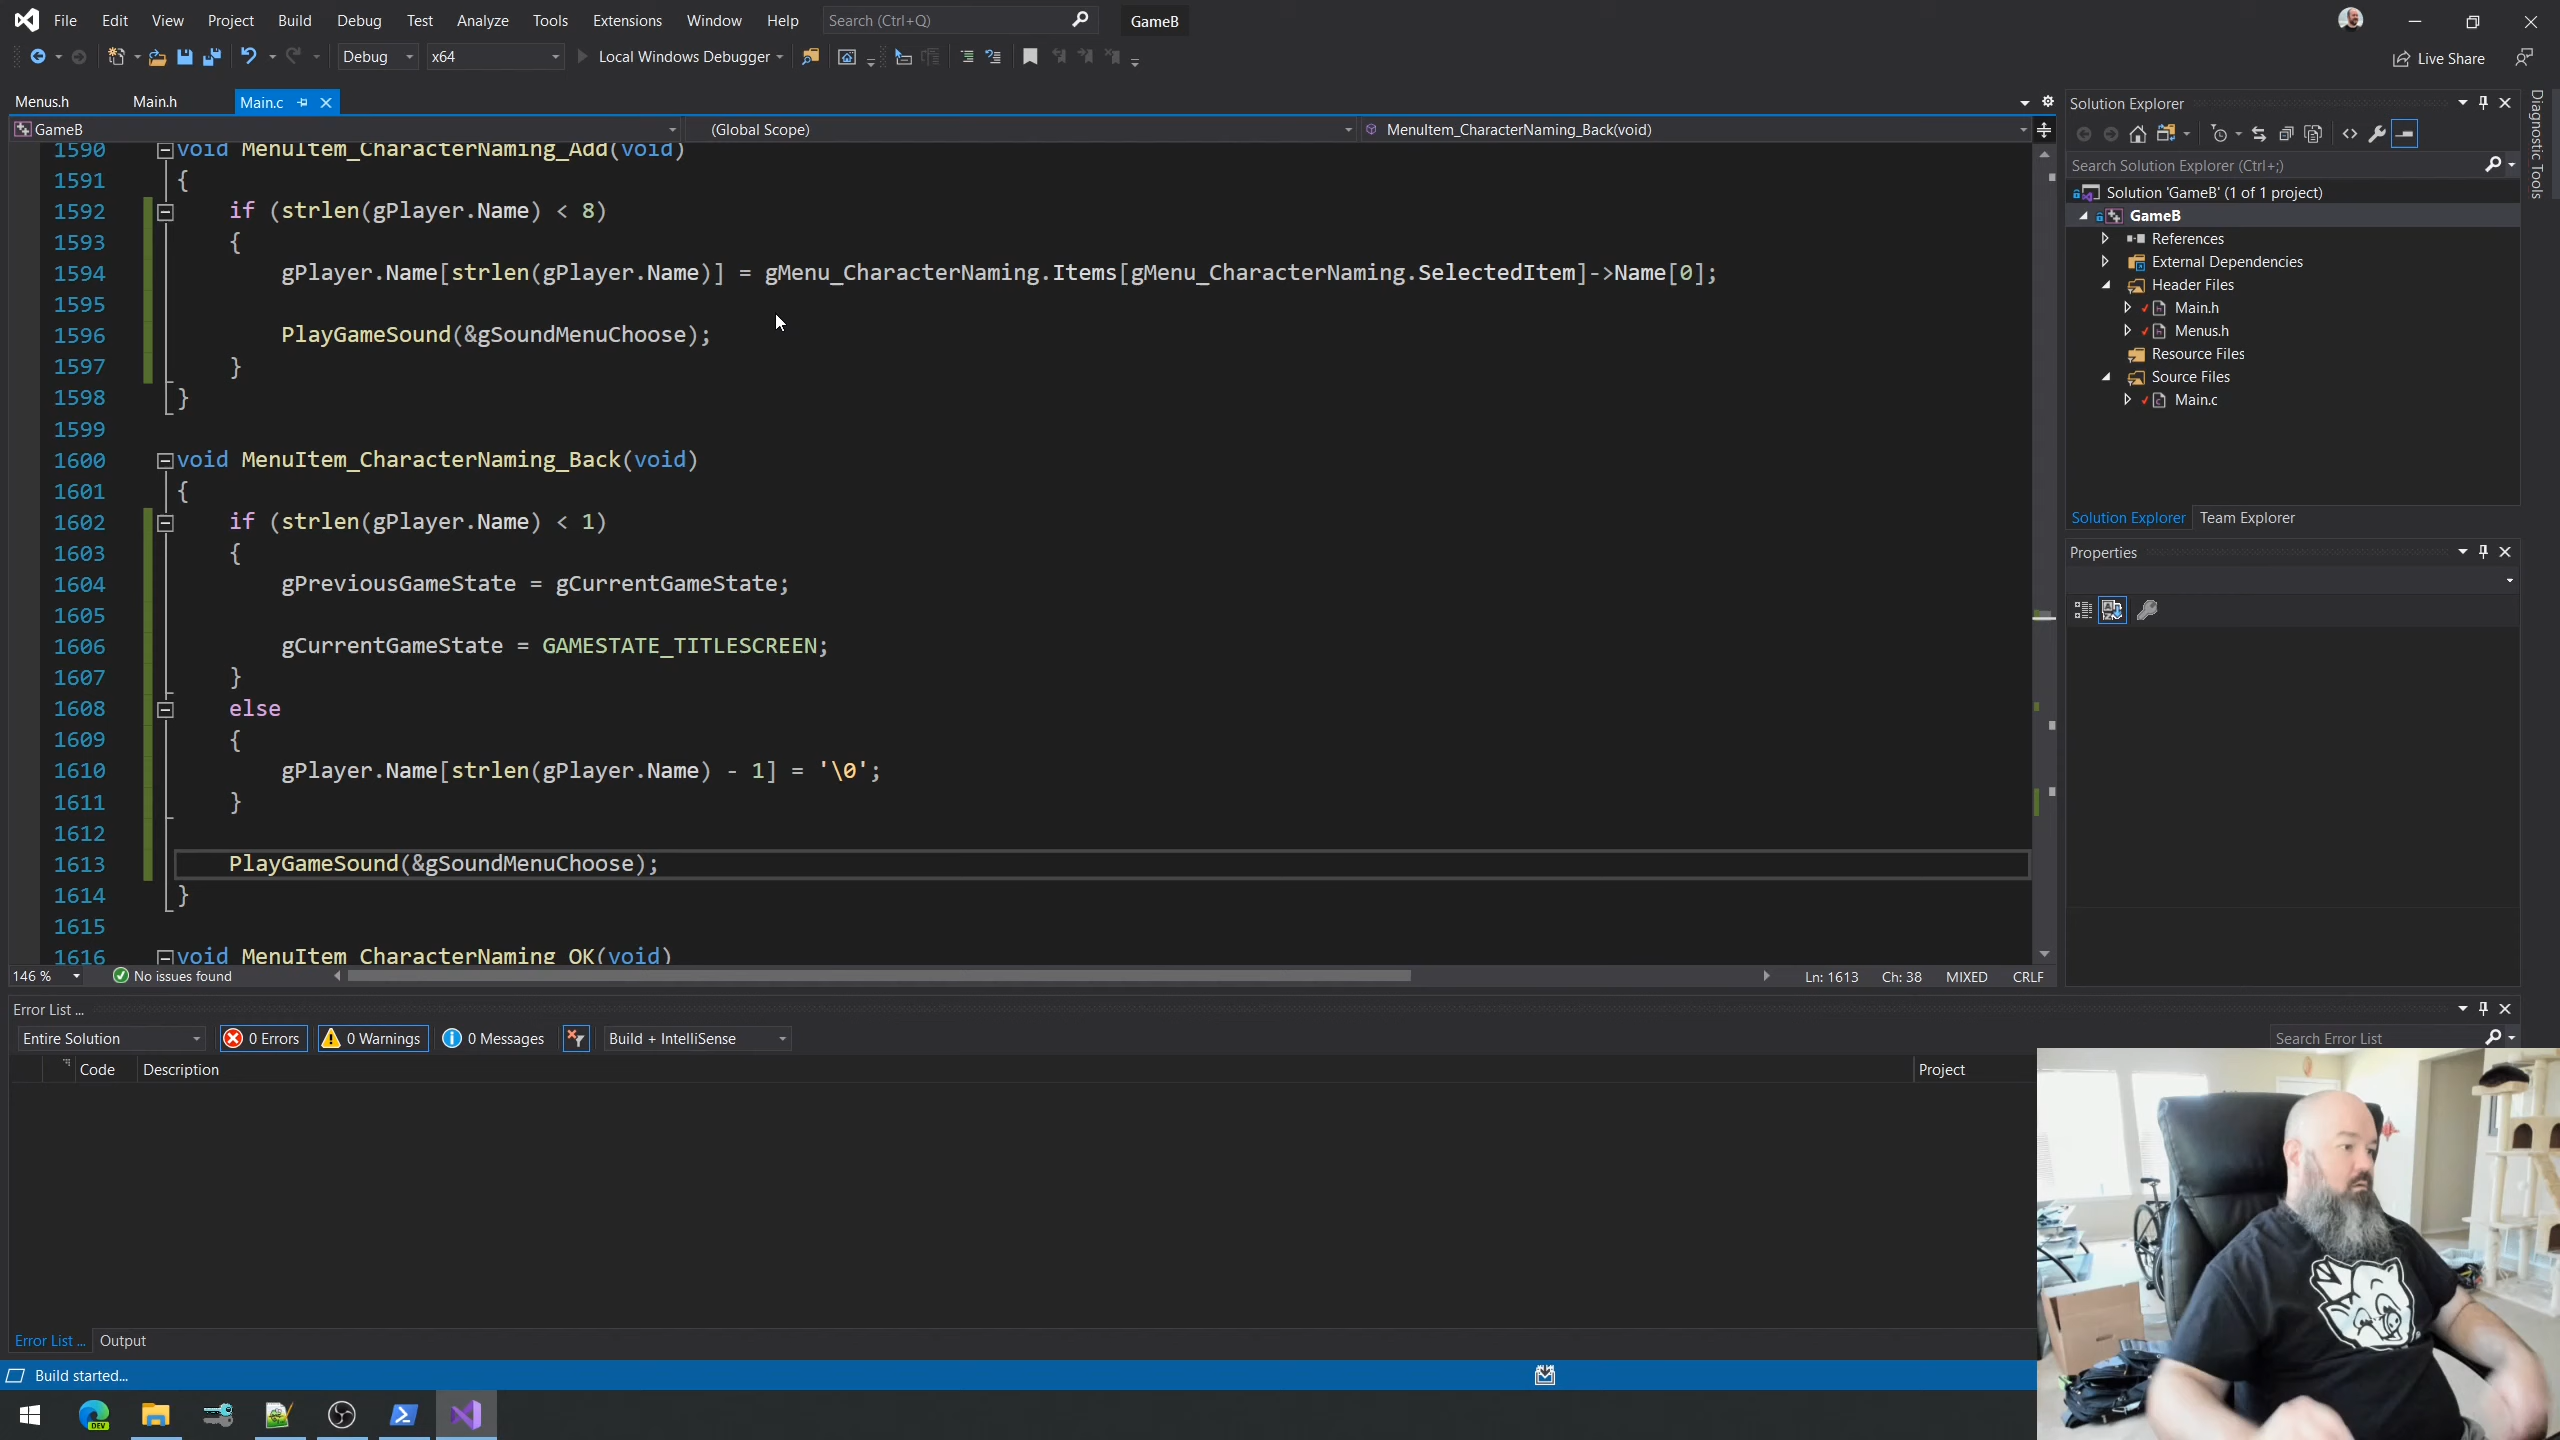 File Edit View Project Build Debug Test Analyze Tools Extensions Window Help Search (Ctrl+Q) GameB
Debug x64 Local Windows Debugger Live Share
Menus.h Main.h Main.c
GameB (Global Scope) MenuItem_CharacterNaming_Back(void)
1590 void MenuItem_CharacterNaming_Add(void)
1591 {
1592 if (strlen(gPlayer.Name) < 8)
1593 {
1594 gPlayer.Name[strlen(gPlayer.Name)] = gMenu_CharacterNaming.Items[gMenu_CharacterNaming.SelectedItem]->Name[0];
1595
1596 PlayGameSound(&gSoundMenuChoose);
1597 }
1598 }
1599
1600 void MenuItem_CharacterNaming_Back(void)
1601 {
1602 if (strlen(gPlayer.Name) < 1)
1603 {
1604 gPreviousGameState = gCurrentGameState;
1605
1606 gCurrentGameState = GAMESTATE_TITLESCREEN;
1607 }
1608 else
1609 {
1610 gPlayer.Name[strlen(gPlayer.Name) - 1] = '\0';
1611 }
1612
1613 PlayGameSound(&gSoundMenuChoose);
1614 }
1615
1616 void MenuItem_CharacterNaming_OK(void)
146 % No issues found Ln: 1613 Ch: 38 MIXED CRLF
Solution Explorer
Search Solution Explorer (Ctrl+;)
Solution 'GameB' (1 of 1 project)
GameB
References
External Dependencies
Header Files
Main.h
Menus.h
Resource Files
Source Files
Main.c
Solution Explorer Team Explorer
Properties
Diagnostic Tools
Error List ...
Entire Solution 0 Errors 0 Warnings 0 Messages Build + IntelliSense Search Error List
Code Description Project
Error List ... Output
Build started...
DEV